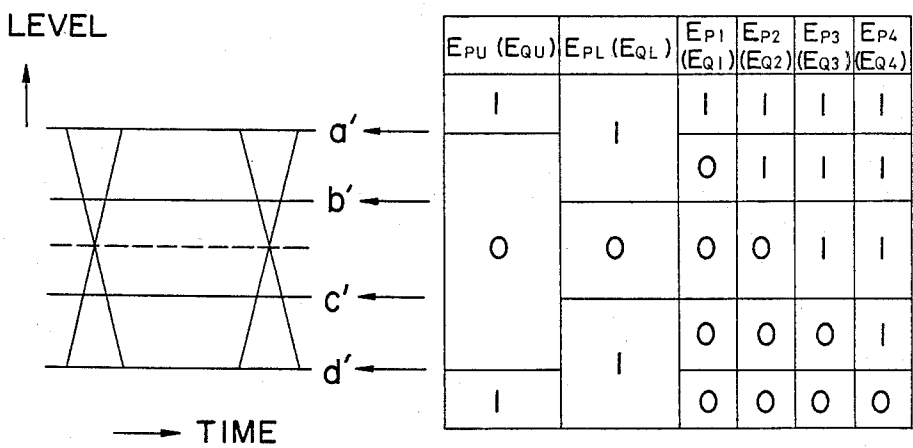 LEVEL
a′
b′
c′
d′
TIME
EPU (EQU) EPL (EQL) EP1 (EQ1) EP2 (EQ2) EP3 (EQ3) EP4 (EQ4)
1 1 1 1 1 1
0 1 1 1
0 0 0 0 1 1
1 0 0 0 1
1 0 0 0 0